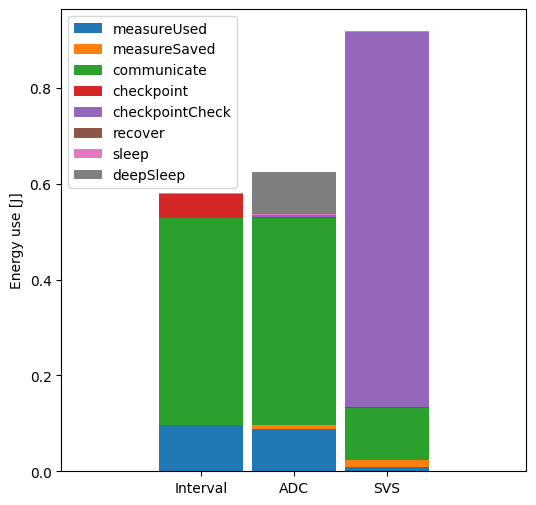 measureUsed
measureSaved
communicate
checkpoint
checkpointCheck
recover
sleep
deepSleep
Energy use [J]
0.8
0.6
0.4
0.2
0.0
Interval ADC SVS